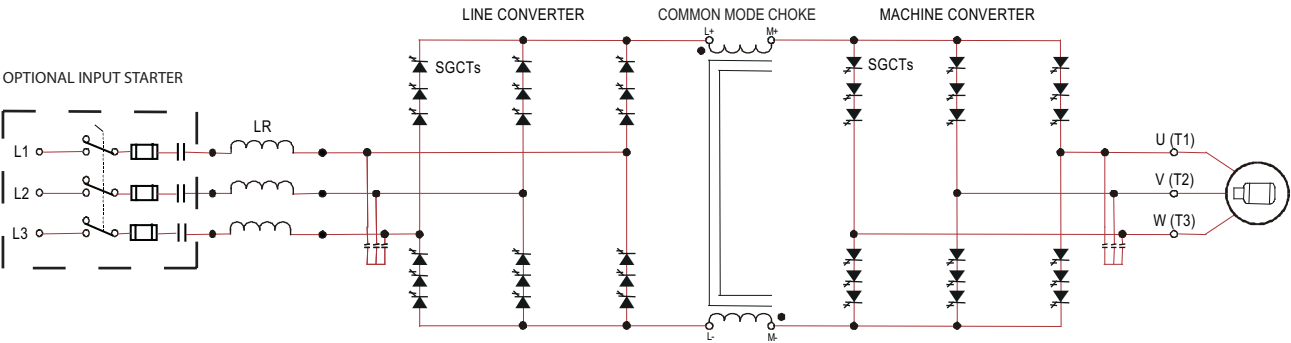 LINE CONVERTER
COMMON MODE CHOKE
MACHINE CONVERTER
L+
M+
SGCTs
SGCTs
OPTIONAL INPUT STARTER
LR
L1
U (T1)
L2
V (T2)
L3
W (T3)
L-
M-